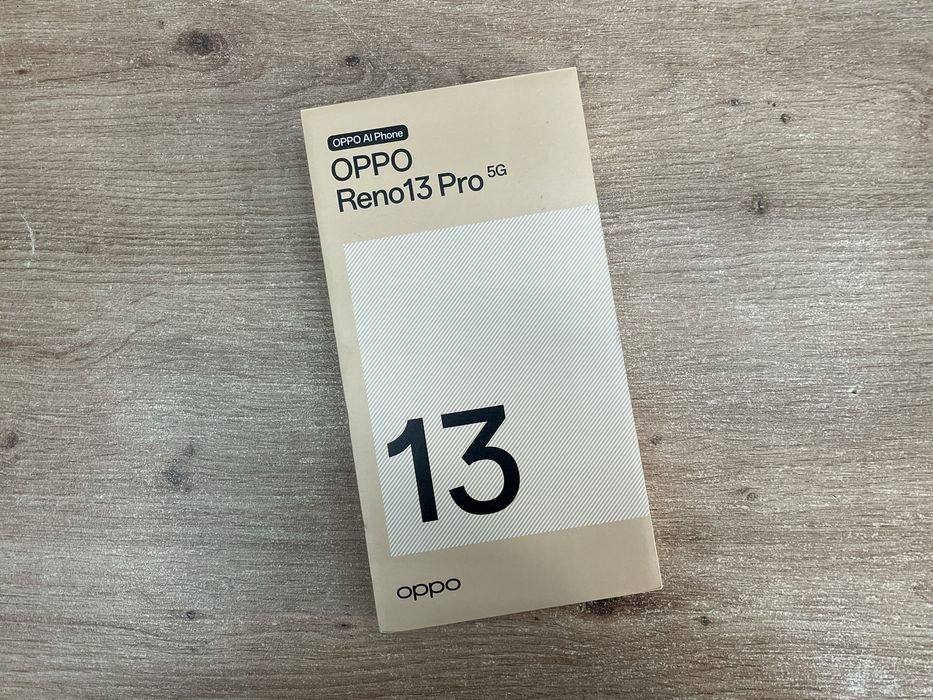 OPPO AI Phone
OPPO
Reno13 Pro 5G
13
oppo